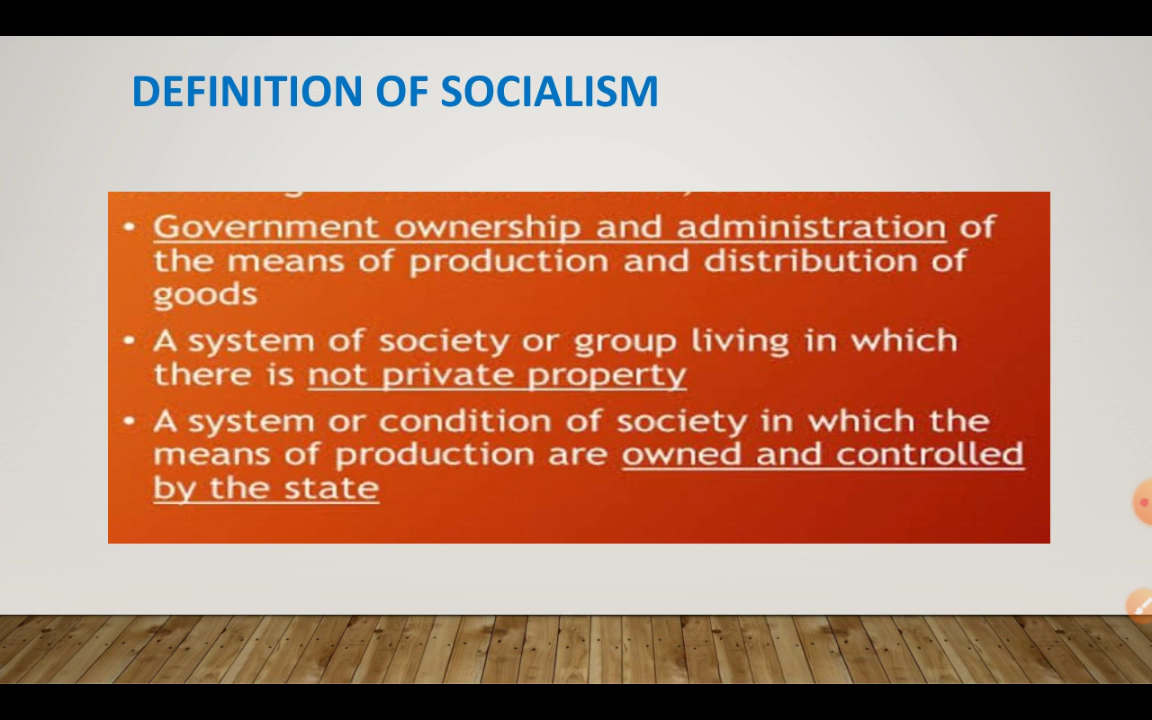 DEFINITION OF SOCIALISM
• Government ownership and administration of
the means of production and distribution of
goods
• A system of society or group living in which
there is not private property
• A system or condition of society in which the
means of production are owned and controlled
by the state